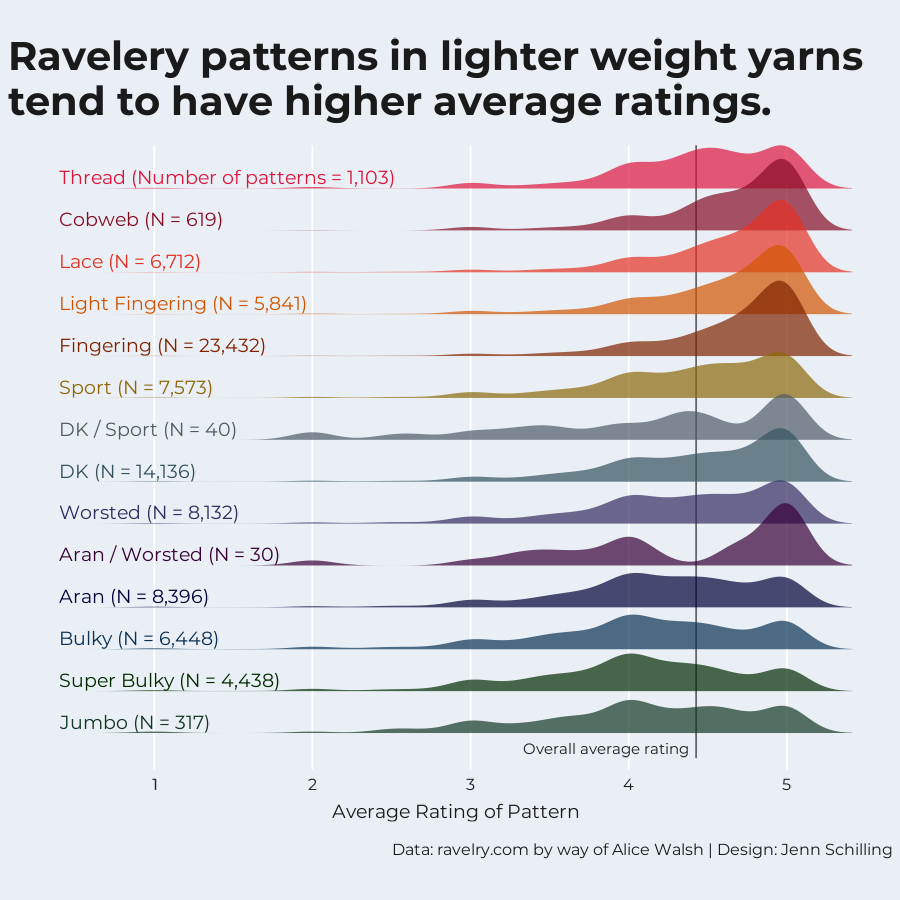 Ravelery patterns in lighter weight yarns
tend to have higher average ratings.
Thread (Number of patterns = 1,103)
Cobweb (N = 619)
Lace (N = 6,712)
Light Fingering (N = 5,841)
Fingering (N = 23,432)
Sport (N = 7,573)
DK / Sport (N = 40)
DK (N = 14,136)
Worsted (N = 8,132)
Aran / Worsted (N = 30)
Aran (N = 8,396)
Bulky (N = 6,448)
Super Bulky (N = 4,438)
Jumbo (N = 317)
Overall average rating
1 2 3 4 5
Average Rating of Pattern
Data: ravelry.com by way of Alice Walsh | Design: Jenn Schilling